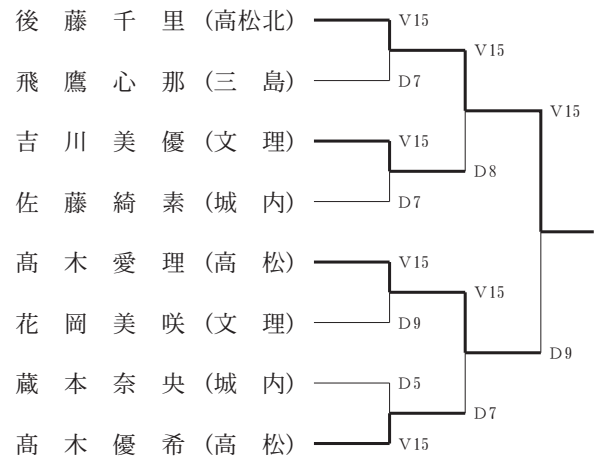 後藤千里(高松北) V15
V15
飛鷹心那(三島) D7
V15
吉川美優(文理) V15
D8
佐藤綺素(城内) D7
髙木愛理(高松) V15
V15
花岡美咲(文理) D9
D9
蔵本奈央(城内) D5
D7
髙木優希(高松) V15